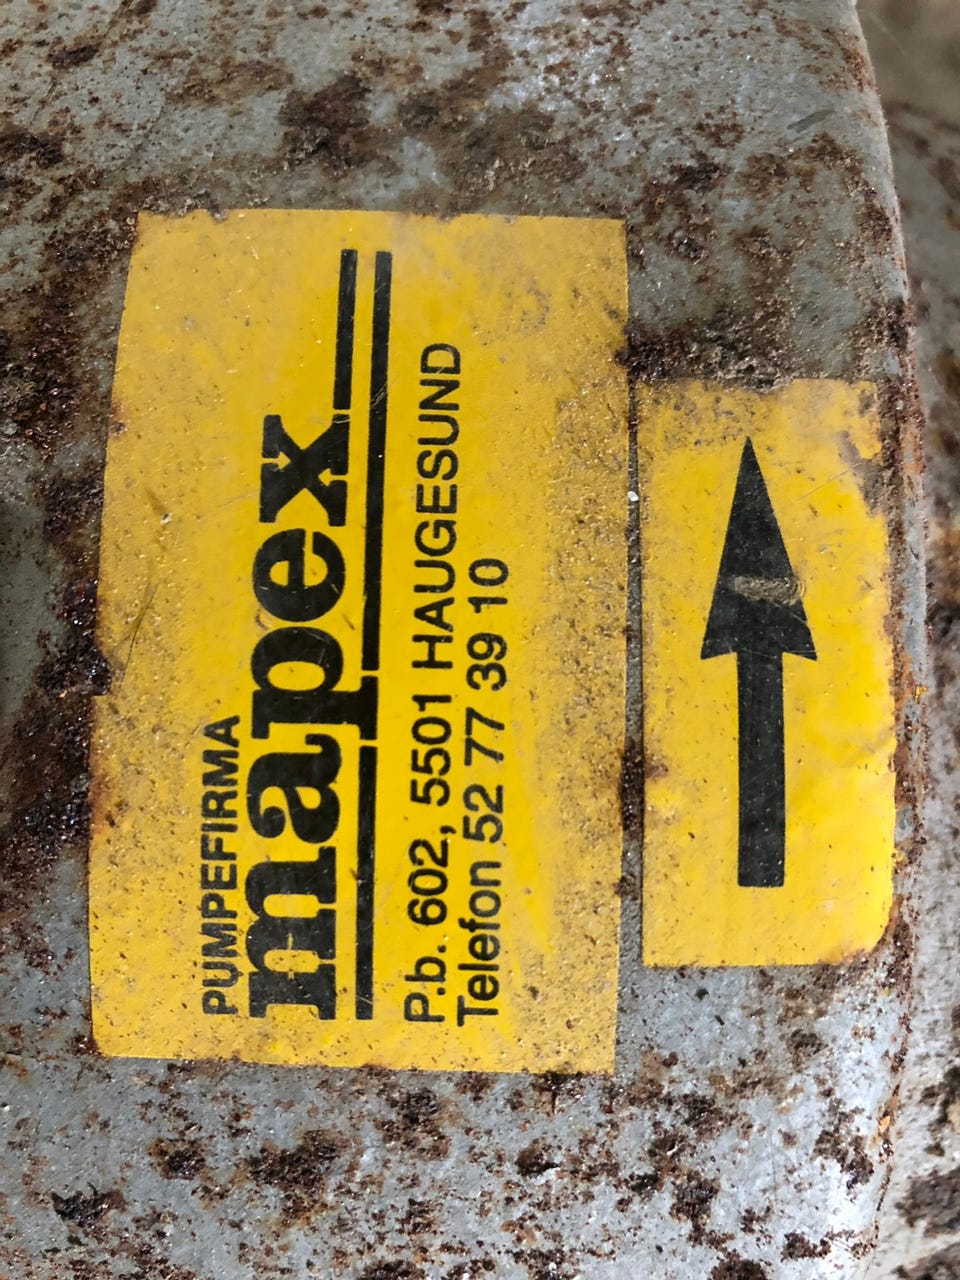 PUMPEFIRMA
mapex
P.b. 602, 5501 HAUGESUND
Telefon 52 77 39 10